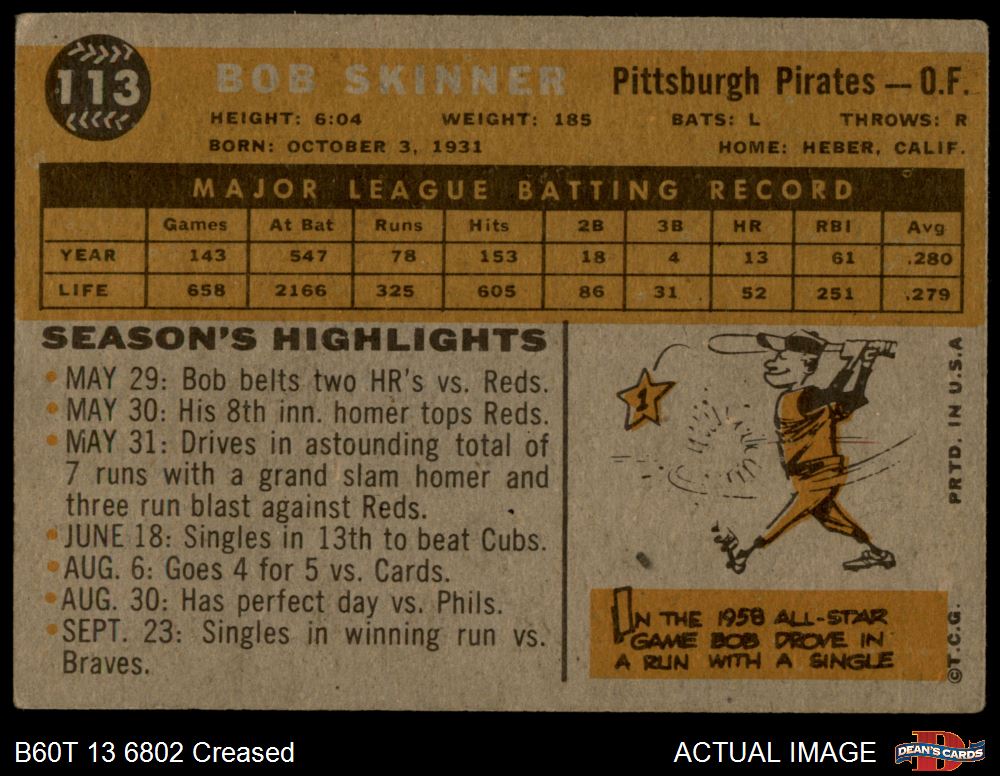 113
BOB SKINNER Pittsburgh Pirates — O.F.
HEIGHT: 6:04 WEIGHT: 185 BATS: L THROWS: R
BORN: OCTOBER 3, 1931 HOME: HEBER, CALIF.
MAJOR LEAGUE BATTING RECORD
Games At Bat Runs Hits 2B 3B HR RBI Avg
YEAR 143 547 78 153 18 4 13 61 .280
LIFE 658 2166 325 605 86 31 52 251 .279
SEASON'S HIGHLIGHTS
• MAY 29: Bob belts two HR's vs. Reds.
• MAY 30: His 8th inn. homer tops Reds.
• MAY 31: Drives in astounding total of
7 runs with a grand slam homer and
three run blast against Reds.
• JUNE 18: Singles in 13th to beat Cubs.
• AUG. 6: Goes 4 for 5 vs. Cards.
• AUG. 30: Has perfect day vs. Phils.
• SEPT. 23: Singles in winning run vs.
Braves.
1
IN THE 1958 ALL-STAR
GAME BOB DROVE IN
A RUN WITH A SINGLE
PRTD. IN U.S.A
©T.C.G.
B60T 13 6802 Creased
ACTUAL IMAGE
DEAN'S CARDS